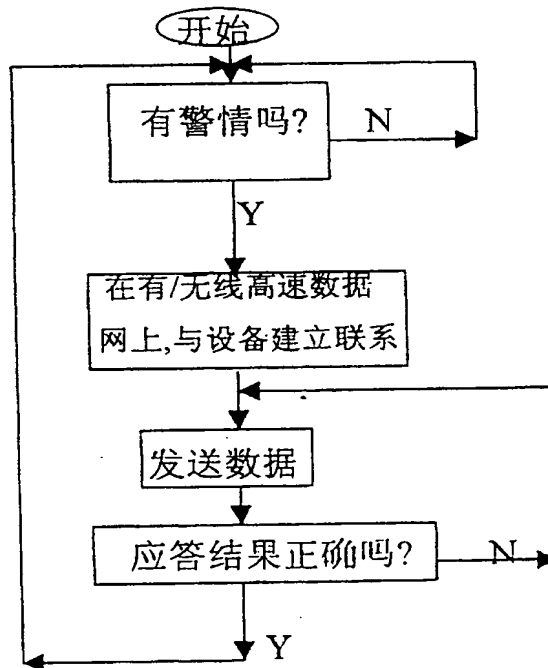 开始
有警情吗?
N
Y
在有/无线高速数据
网上,与设备建立联系
发送数据
应答结果正确吗?
N
Y